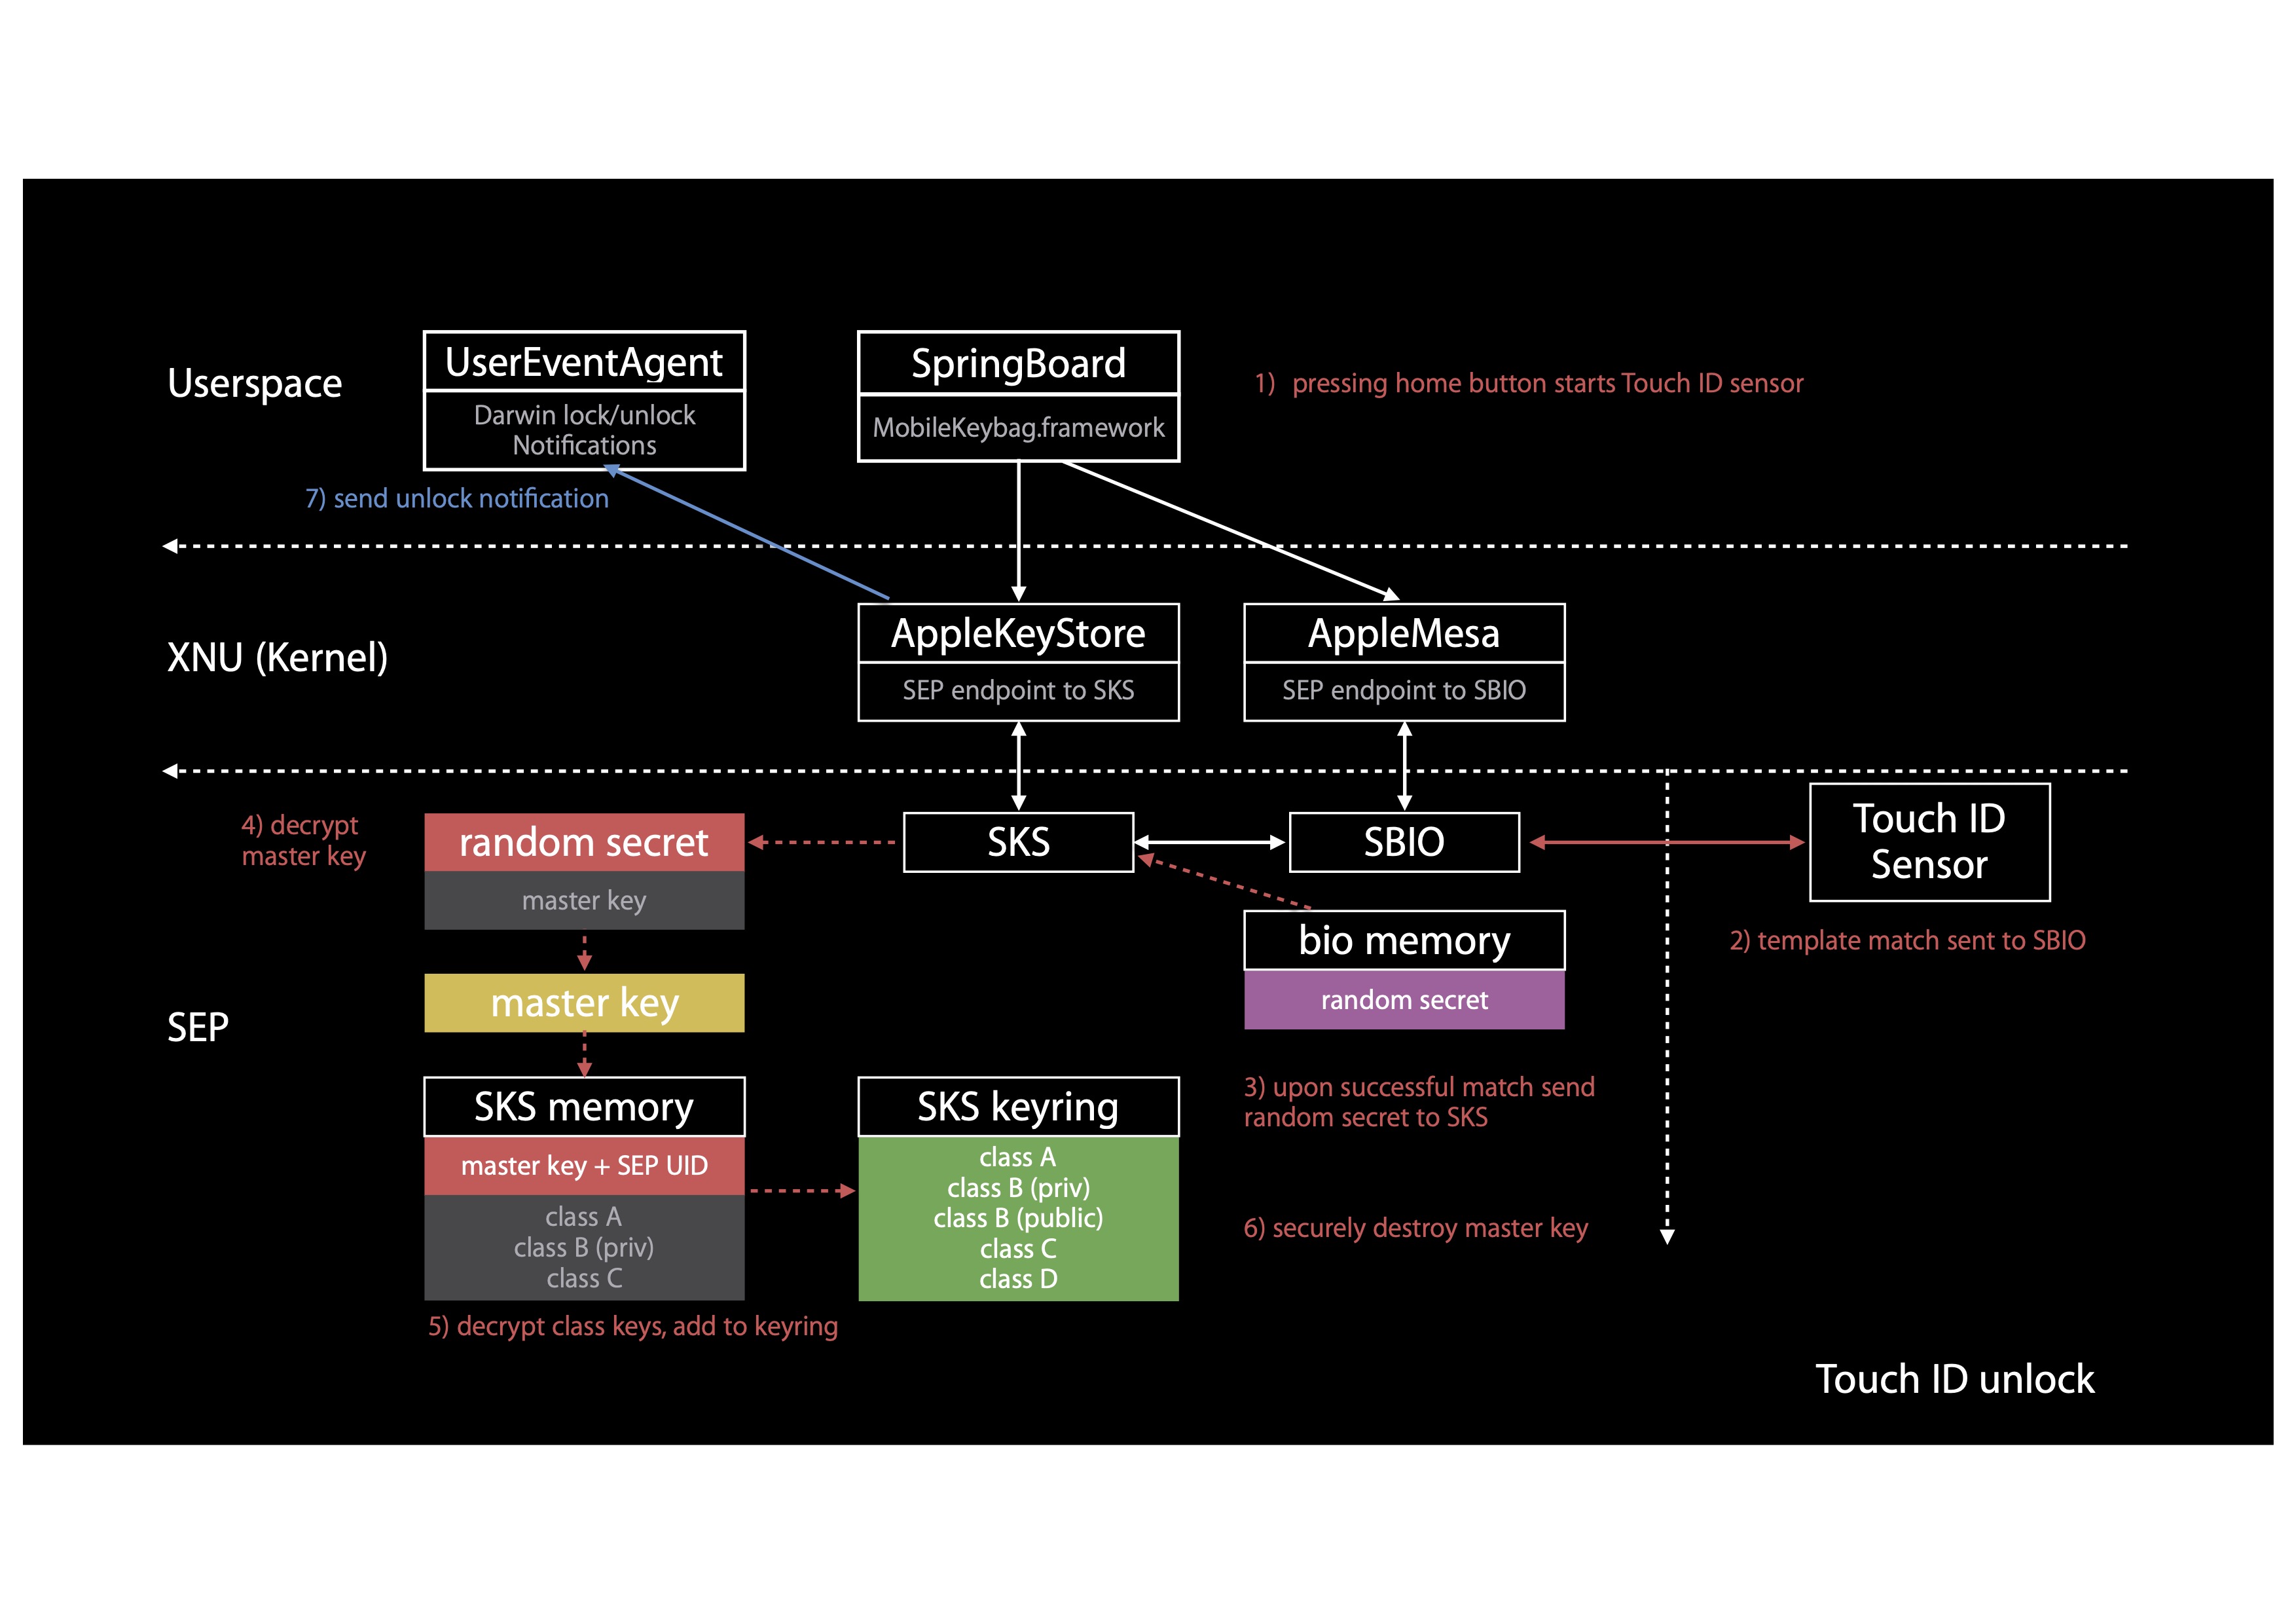 Userspace
UserEventAgent
Darwin lock/unlock
Notifications
SpringBoard
MobileKeybag.framework
1) pressing home button starts Touch ID sensor
7) send unlock notification
XNU (Kernel)
AppleKeyStore
SEP endpoint to SKS
AppleMesa
SEP endpoint to SBIO
4) decrypt
master key
random secret
master key
SKS
SBIO
Touch ID
Sensor
2) template match sent to SBIO
bio memory
random secret
SEP
master key
3) upon successful match send
random secret to SKS
SKS memory
master key + SEP UID
class A
class B (priv)
class C
SKS keyring
class A
class B (priv)
class B (public)
class C
class D
6) securely destroy master key
5) decrypt class keys, add to keyring
Touch ID unlock